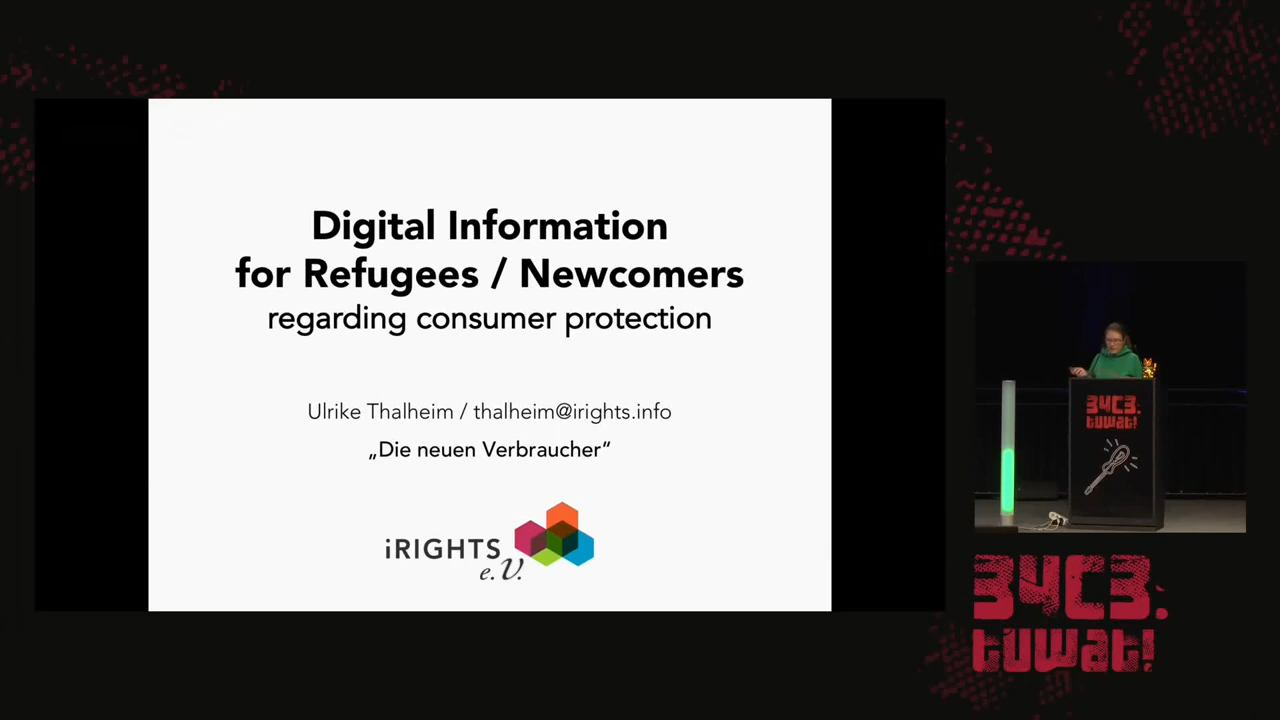 Digital Information
for Refugees / Newcomers
regarding consumer protection
Ulrike Thalheim / thalheim@irights.info
„Die neuen Verbraucher“
iRIGHTS
e.V.
34C3.
tuwat!
34C3.
tuwat!